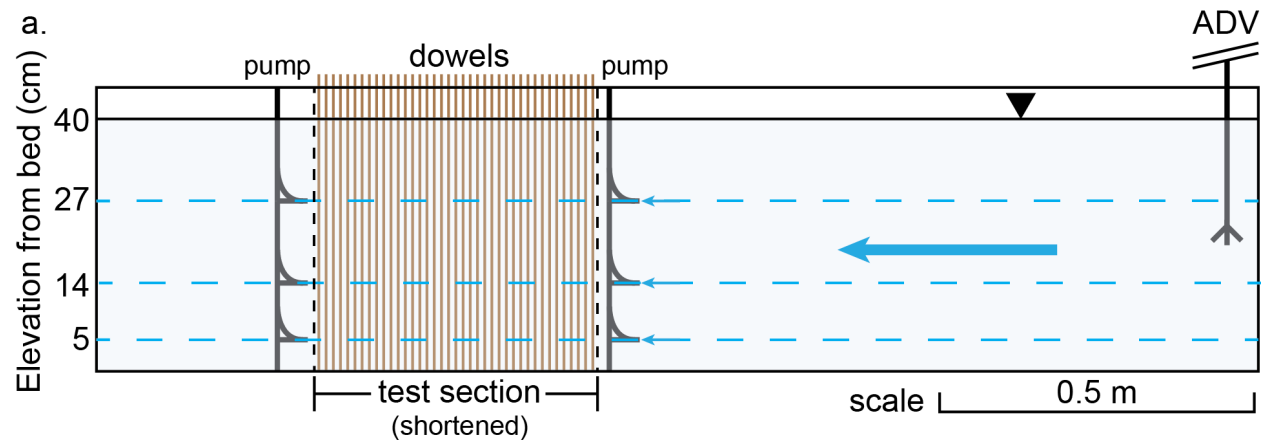 a.
ADV
pump
dowels
pump
Elevation from bed (cm)
40
27
14
5
test section
(shortened)
scale
0.5 m